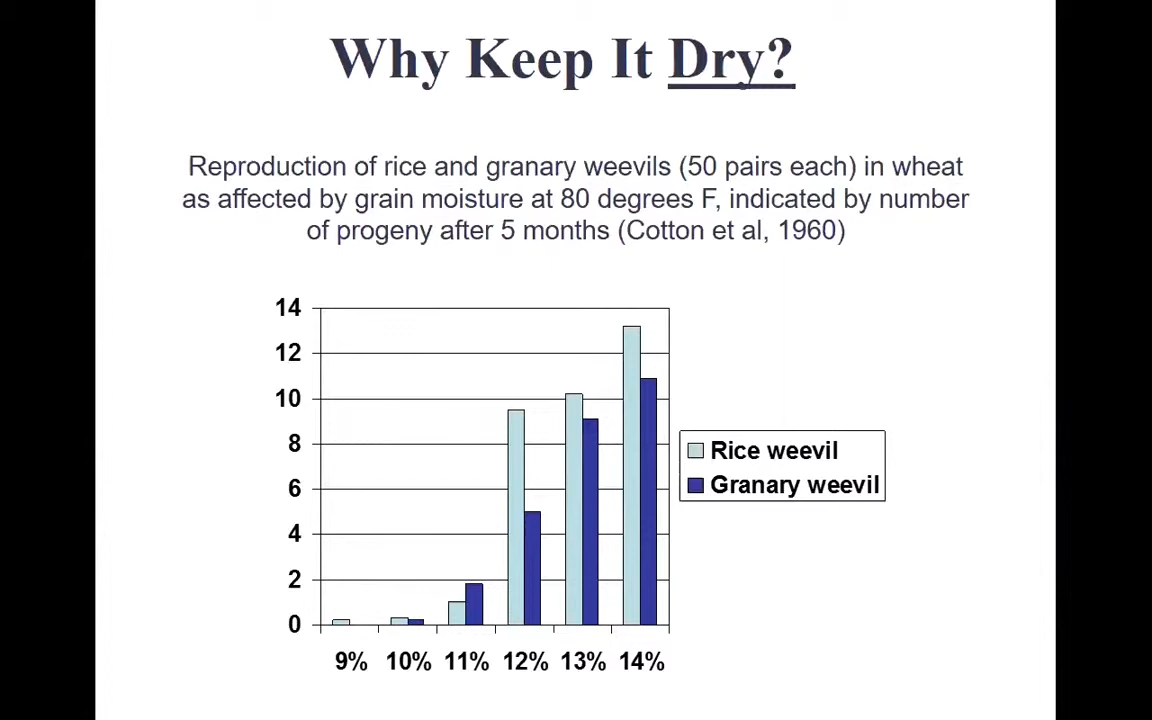 Why Keep It Dry?
Reproduction of rice and granary weevils (50 pairs each) in wheat
as affected by grain moisture at 80 degrees F, indicated by number
of progeny after 5 months (Cotton et al, 1960)
14
12
10
8
6
4
2
0
9% 10% 11% 12% 13% 14%
Rice weevil
Granary weevil